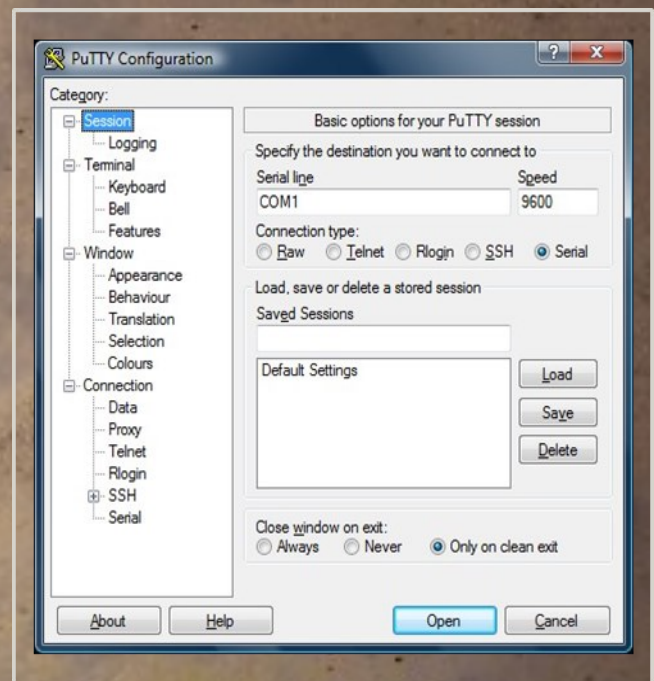 PuTTY Configuration
Category:
Session
Logging
Terminal
Keyboard
Bell
Features
Window
Appearance
Behaviour
Translation
Selection
Colours
Connection
Data
Proxy
Telnet
Rlogin
SSH
Serial
Basic options for your PuTTY session
Specify the destination you want to connect to
Serial line Speed
COM1 9600
Connection type:
Raw Telnet Rlogin SSH Serial
Load, save or delete a stored session
Saved Sessions
Default Settings
Load
Save
Delete
Close window on exit:
Always Never Only on clean exit
About Help Open Cancel